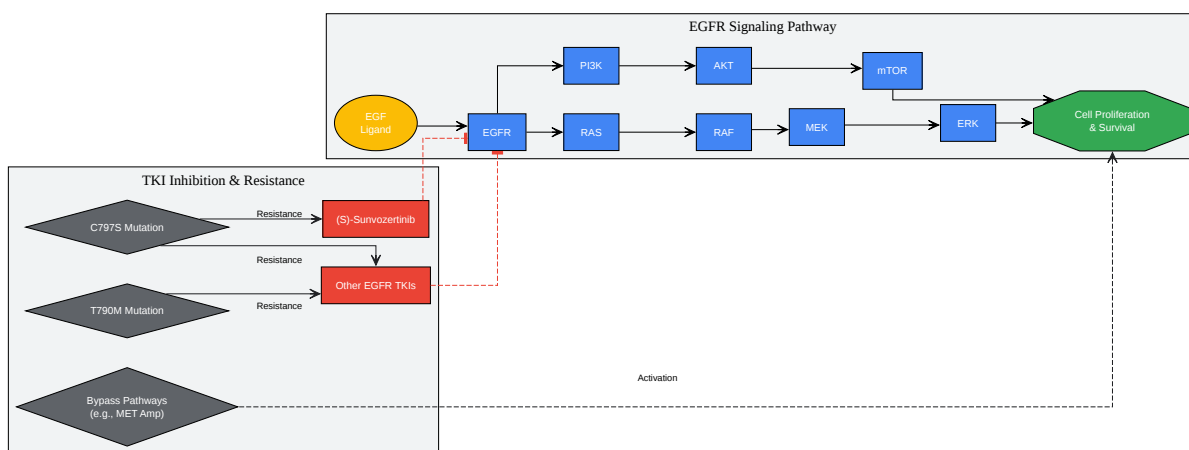 EGFR Signaling Pathway
PI3K
AKT
mTOR
EGF
Ligand
EGFR
RAS
RAF
MEK
ERK
Cell Proliferation
& Survival
TKI Inhibition & Resistance
C797S Mutation
Resistance
(S)-Sunvozertinib
Resistance
Other EGFR TKIs
T790M Mutation
Resistance
Bypass Pathways
(e.g., MET Amp)
Activation